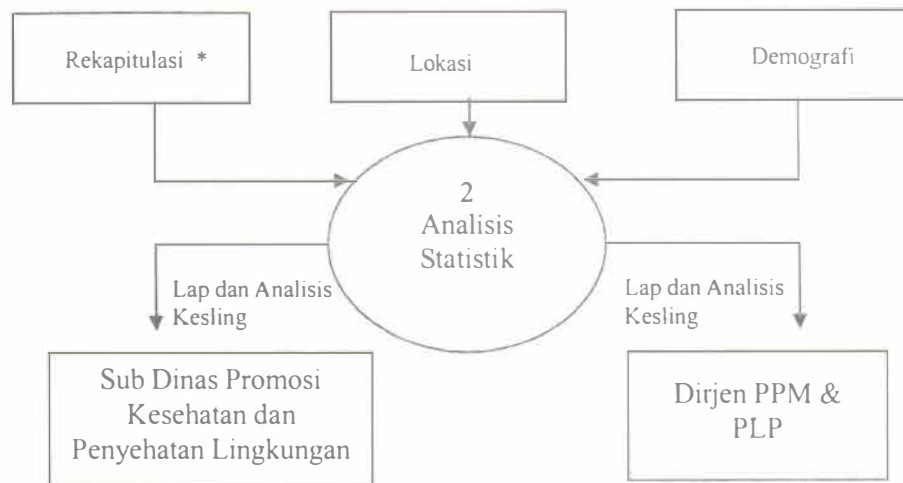 Rekapitulasi *
Lokasi
Demografi
2
Analisis
Statistik
Lap dan Analisis
Kesling
Lap dan Analisis
Kesling
Sub Dinas Promosi
Kesehatan dan
Penyehatan Lingkungan
Dirjen PPM &
PLP